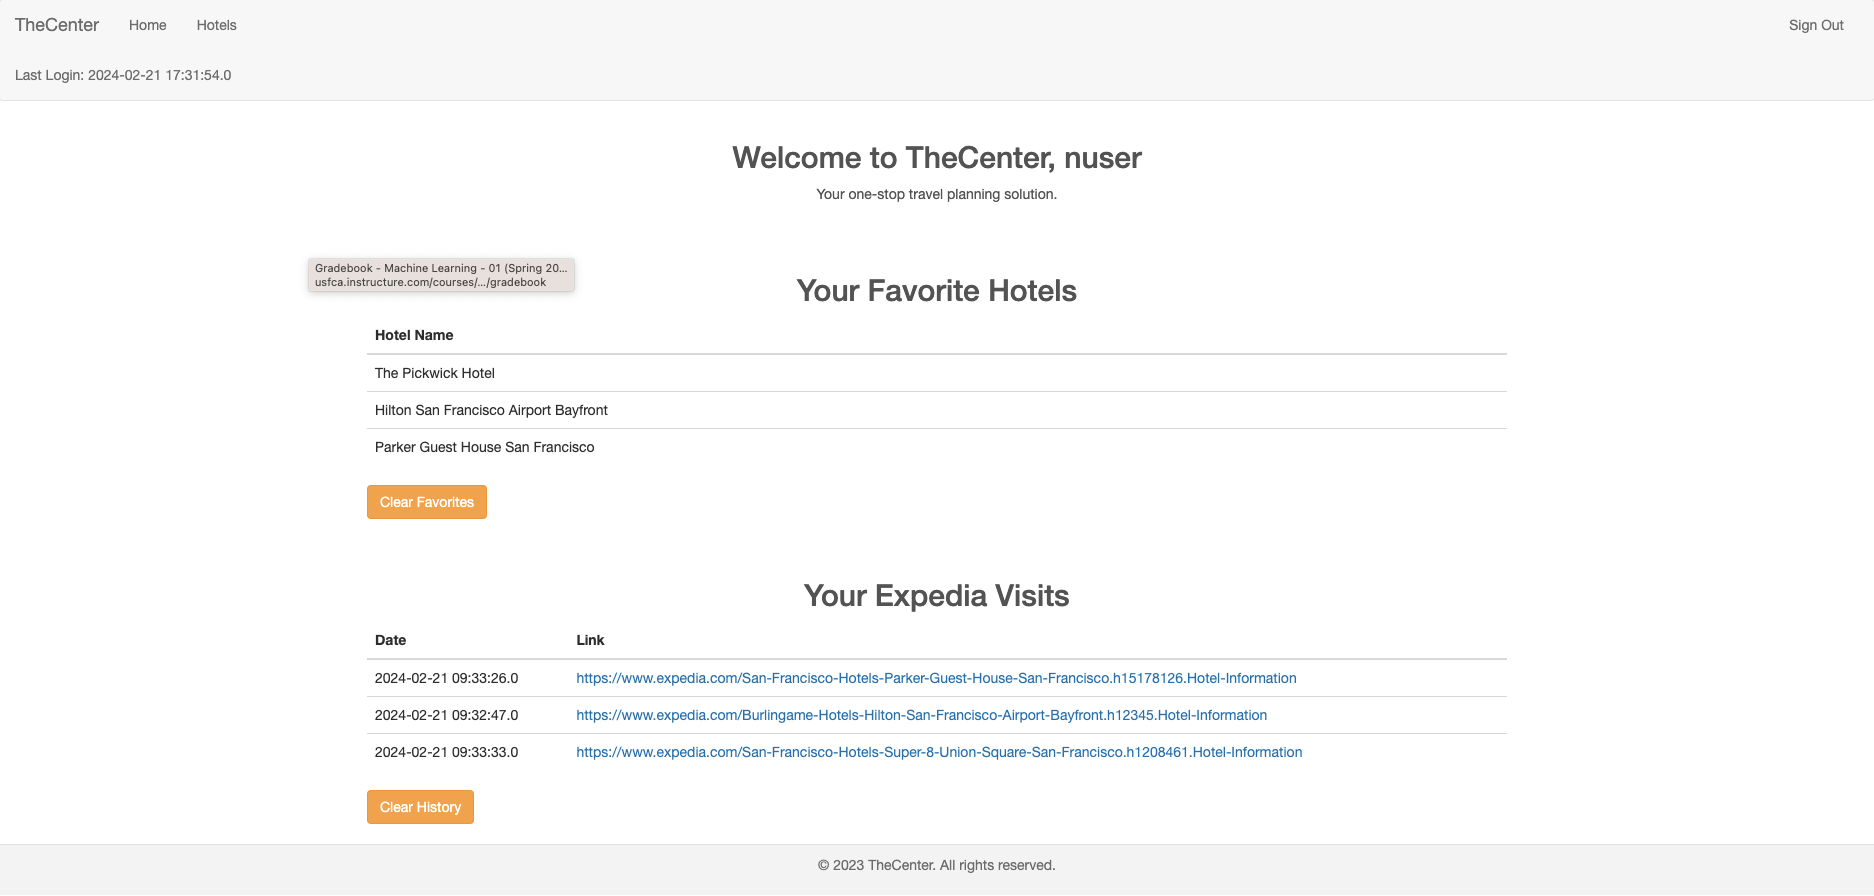 TheCenter Home Hotels Sign Out
Last Login: 2024-02-21 17:31:54.0
Welcome to TheCenter, nuser
Your one-stop travel planning solution.
Gradebook - Machine Learning - 01 (Spring 20...
usfca.instructure.com/courses/.../gradebook
Your Favorite Hotels
Hotel Name
The Pickwick Hotel
Hilton San Francisco Airport Bayfront
Parker Guest House San Francisco
Clear Favorites
Your Expedia Visits
Date Link
2024-02-21 09:33:26.0 https://www.expedia.com/San-Francisco-Hotels-Parker-Guest-House-San-Francisco.h15178126.Hotel-Information
2024-02-21 09:32:47.0 https://www.expedia.com/Burlingame-Hotels-Hilton-San-Francisco-Airport-Bayfront.h12345.Hotel-Information
2024-02-21 09:33:33.0 https://www.expedia.com/San-Francisco-Hotels-Super-8-Union-Square-San-Francisco.h1208461.Hotel-Information
Clear History
© 2023 TheCenter. All rights reserved.